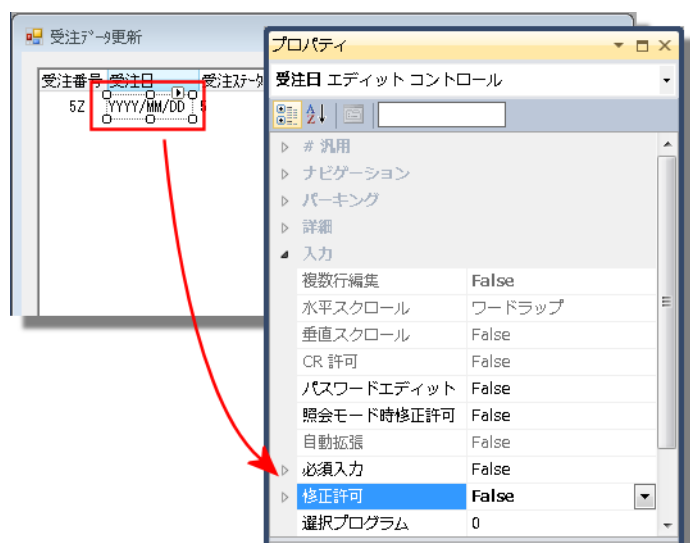 受注ﾃﾞｰﾀ更新
受注番号 受注日 受注ｽﾃｰﾀ
5Z YYYY/MM/DD 5
プロパティ
受注日 エディット コントロール
# 汎用
ナビゲーション
パーキング
詳細
入力
複数行編集 False
水平スクロール ワードラップ
垂直スクロール False
CR 許可 False
パスワードエディット False
照会モード時修正許可 False
自動拡張 False
必須入力 False
修正許可 False
選択プログラム 0